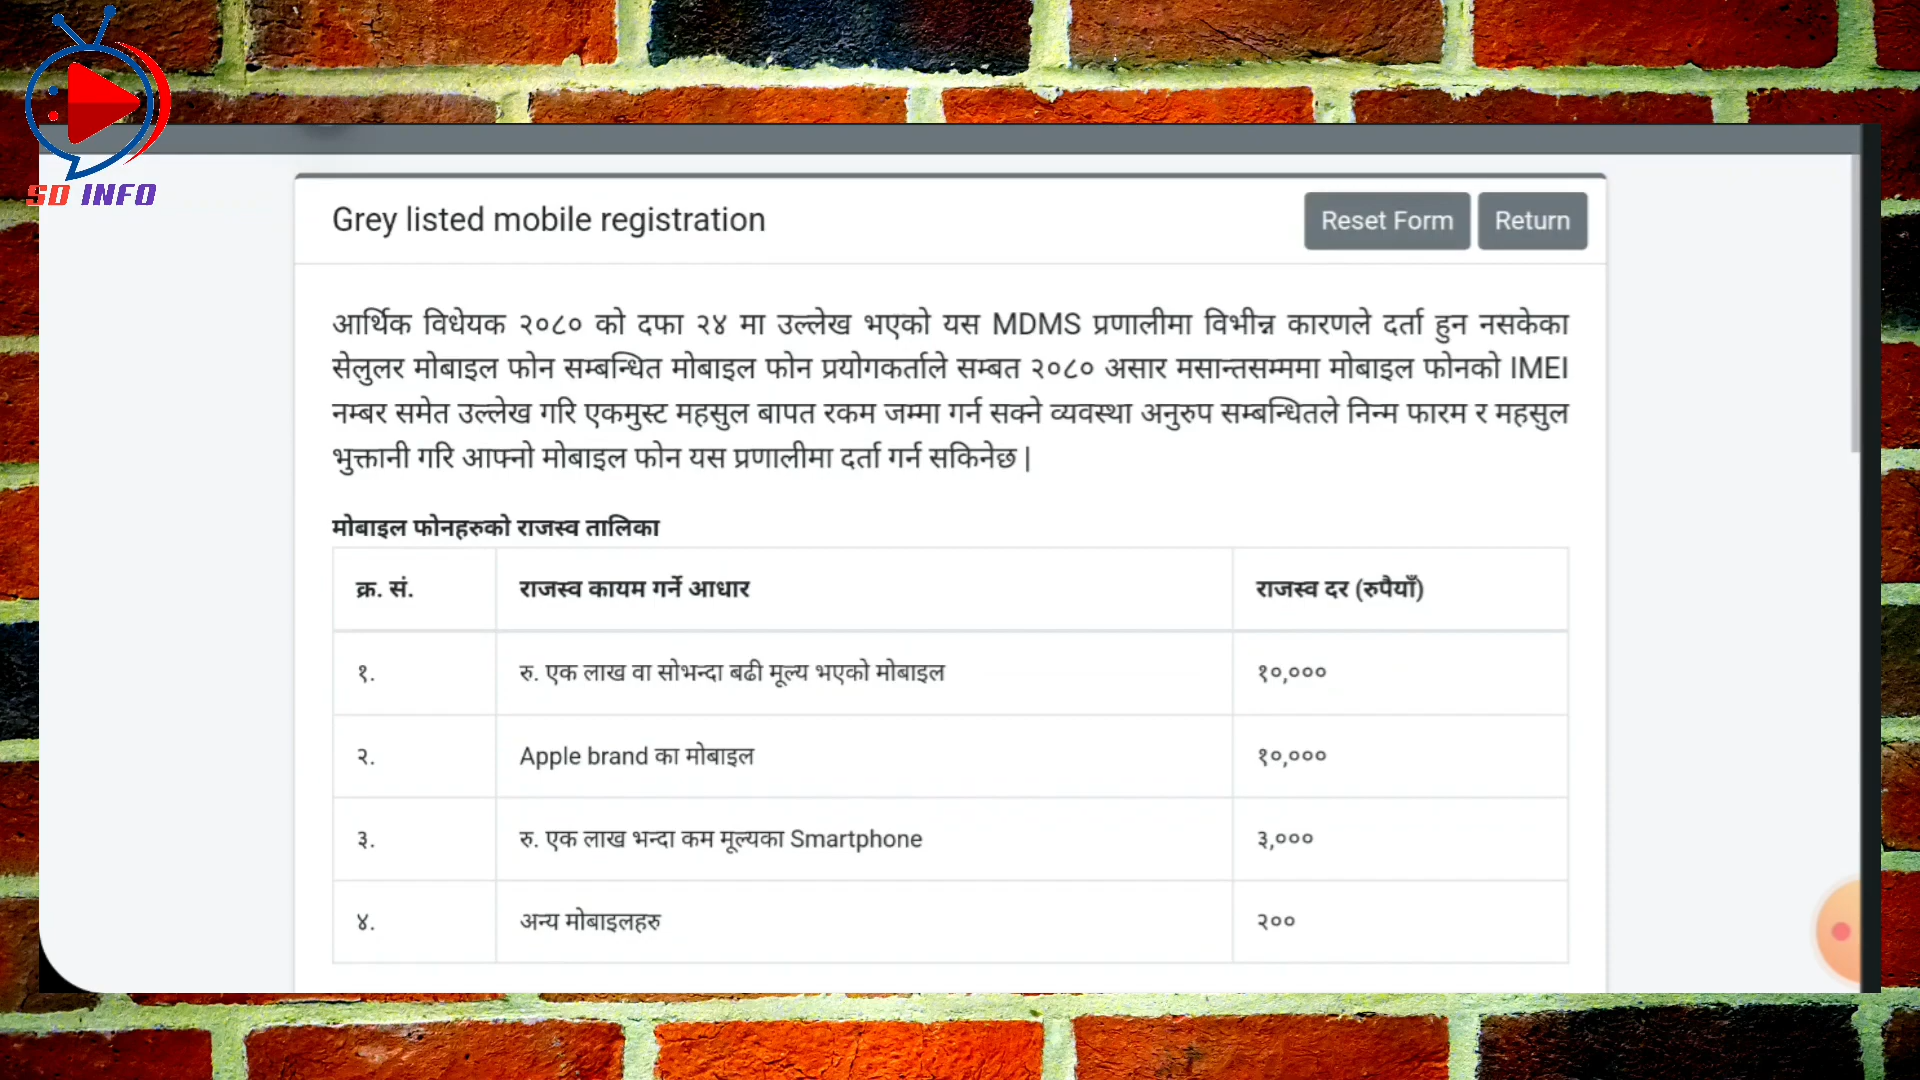 SD INFO
Grey listed mobile registration
Reset Form
Return
आर्थिक विधेयक २०८० को दफा २४ मा उल्लेख भएको यस MDMS प्रणालीमा विभीन्न कारणले दर्ता हुन नसकेका
सेलुलर मोबाइल फोन सम्बन्धित मोबाइल फोन प्रयोगकर्ताले सम्बत २०८० असार मसान्तसम्ममा मोबाइल फोनको IMEI
नम्बर समेत उल्लेख गरि एकमुस्ट महसुल बापत रकम जम्मा गर्न सक्ने व्यवस्था अनुरुप सम्बन्धितले निन्म फारम र महसुल
भुक्तानी गरि आफ्नो मोबाइल फोन यस प्रणालीमा दर्ता गर्न सकिनेछ |
मोबाइल फोनहरुको राजस्व तालिका
क्र. सं. राजस्व कायम गर्ने आधार राजस्व दर (रुपैयाँ)
१. रु. एक लाख वा सोभन्दा बढी मूल्य भएको मोबाइल १०,०००
२. Apple brand का मोबाइल १०,०००
३. रु. एक लाख भन्दा कम मूल्यका Smartphone ३,०००
४. अन्य मोबाइलहरु २००